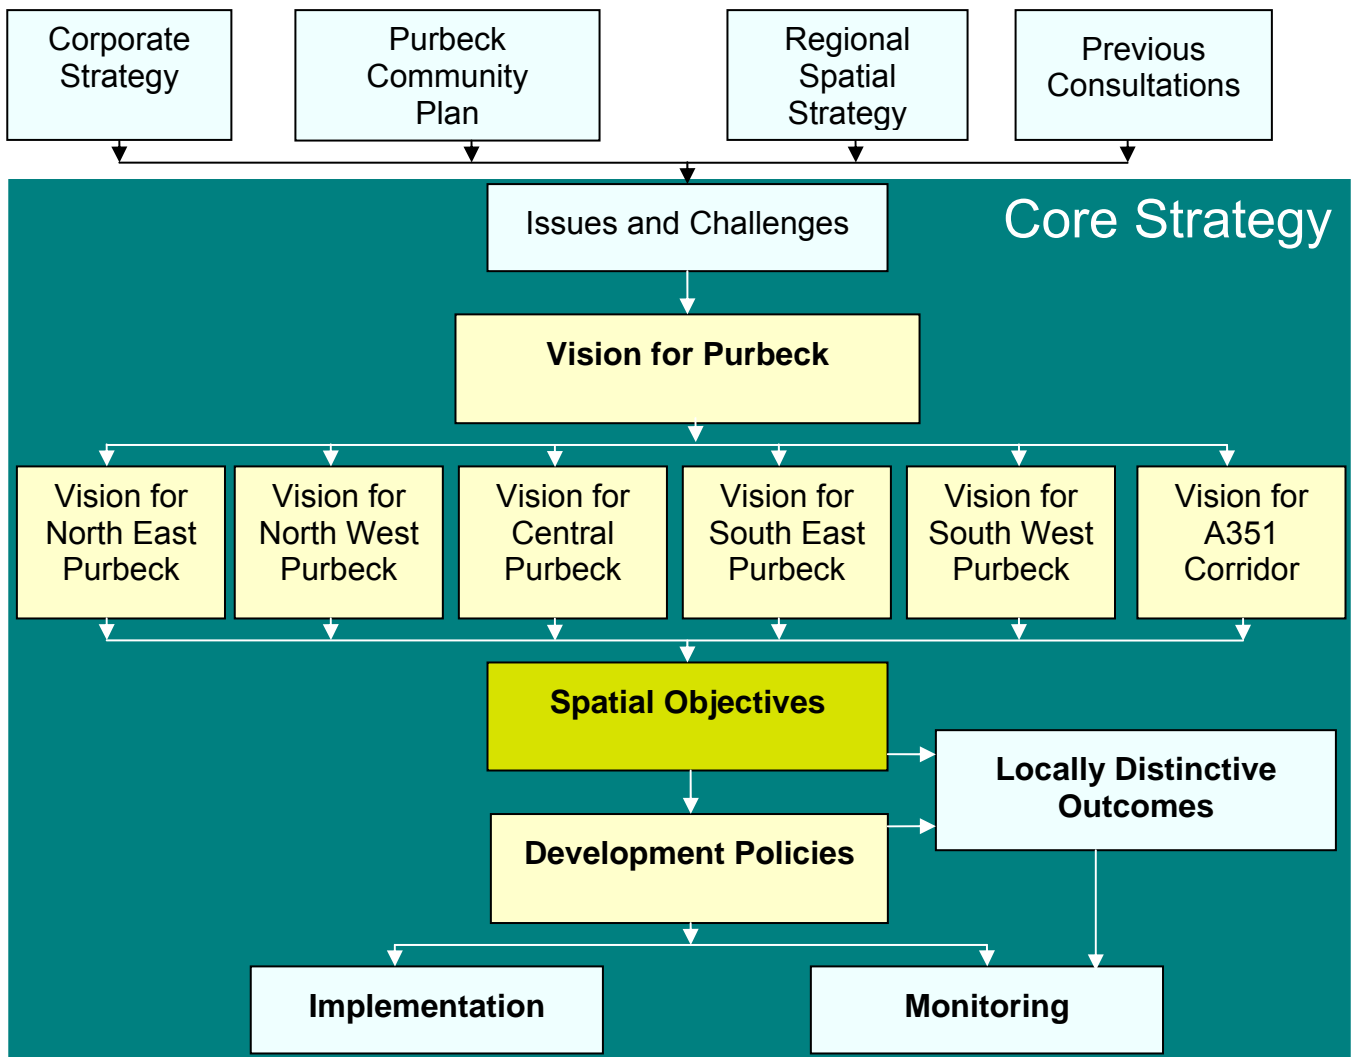 Corporate
Strategy
Purbeck
Community
Plan
Regional
Spatial
Strategy
Previous
Consultations
Issues and Challenges
Core Strategy
Vision for Purbeck
Vision for
North East
Purbeck
Vision for
North West
Purbeck
Vision for
Central
Purbeck
Vision for
South East
Purbeck
Vision for
South West
Purbeck
Vision for
A351
Corridor
Spatial Objectives
Locally Distinctive
Outcomes
Development Policies
Implementation
Monitoring